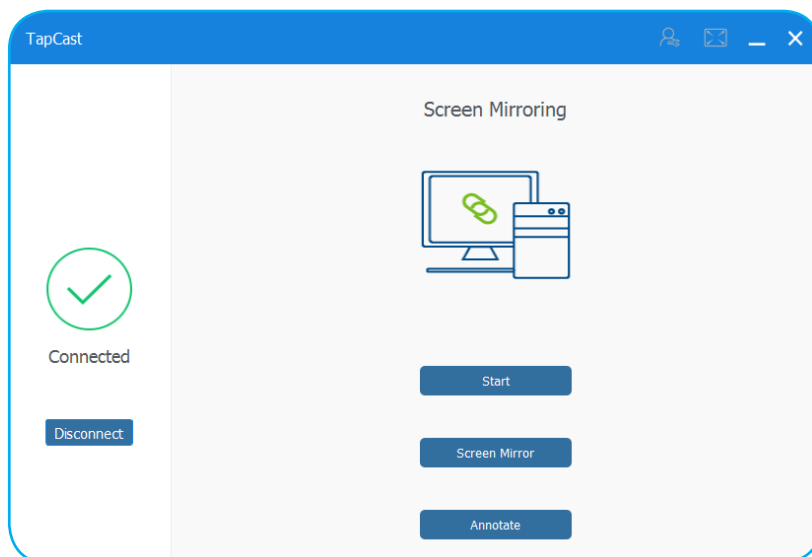 TapCast
Screen Mirroring
Connected
Disconnect
Start
Screen Mirror
Annotate